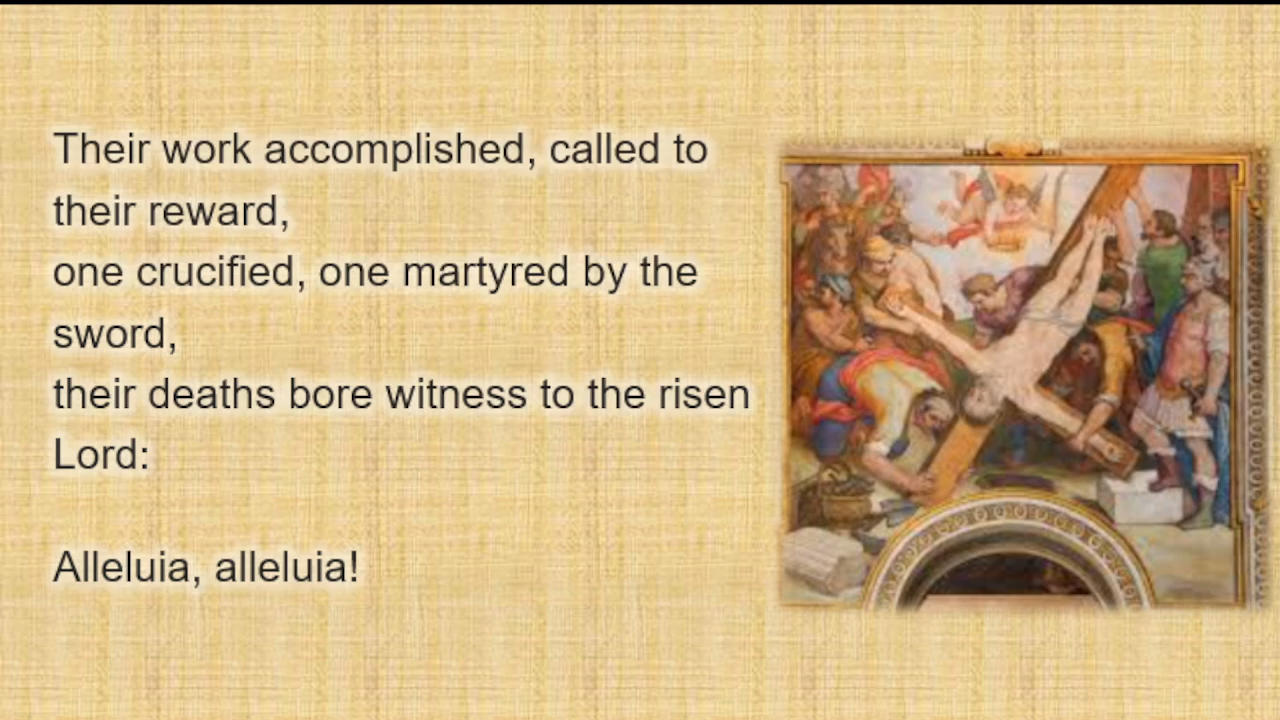 Their work accomplished, called to
their reward,
one crucified, one martyred by the
sword,
their deaths bore witness to the risen
Lord:
Alleluia, alleluia!